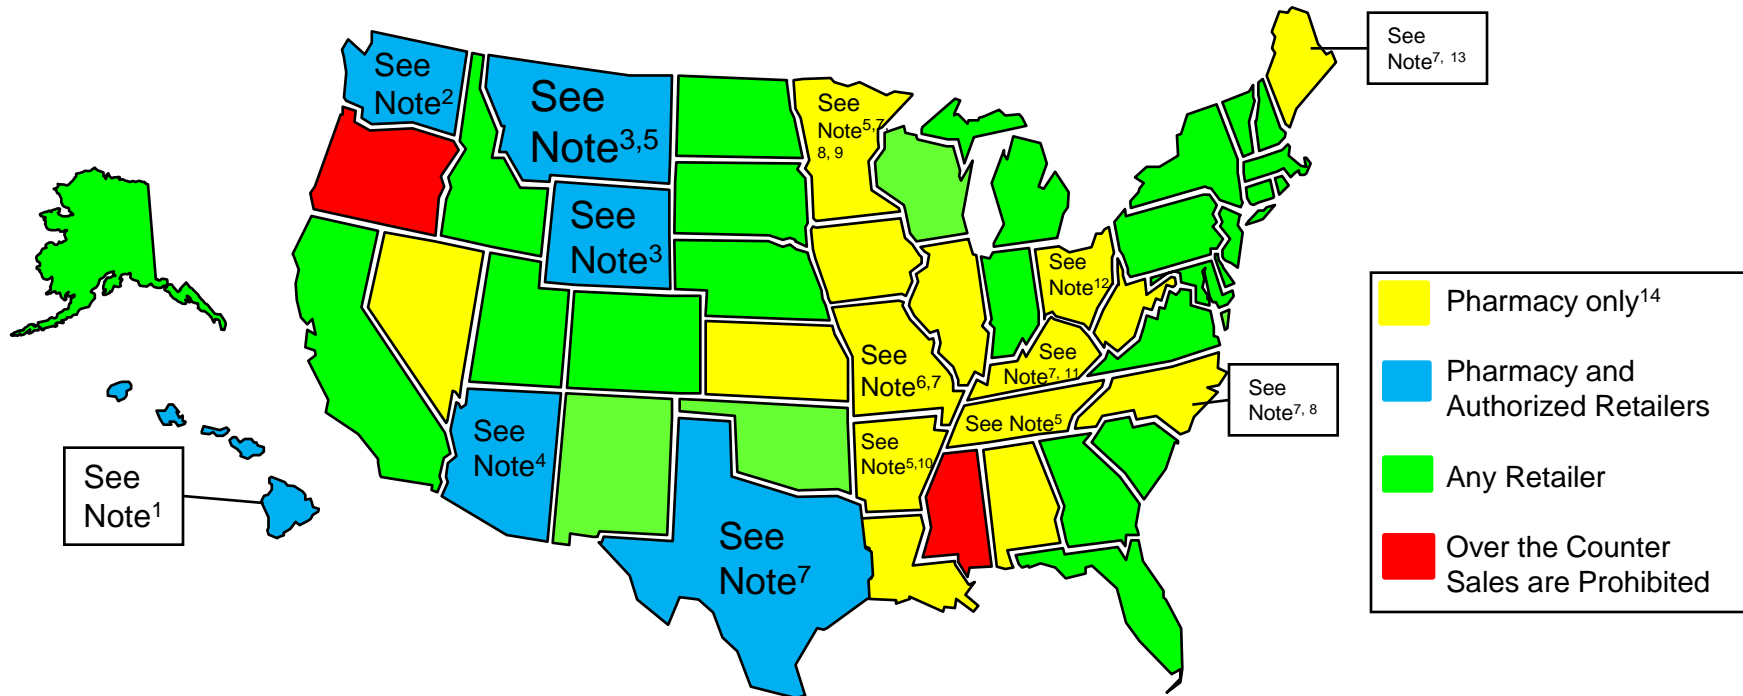 See
Note7, 13
See
Note2
See
Note3,5
See
Note5,7,
8, 9
See
Note3
See
Note12
Pharmacy only14
See
Note7, 11
See
Note6,7
Pharmacy and
Authorized Retailers
See
Note7, 8
See Note5
See
Note4
See
Note5,10
See
Note1
Any Retailer
See
Note7
Over the Counter
Sales are Prohibited